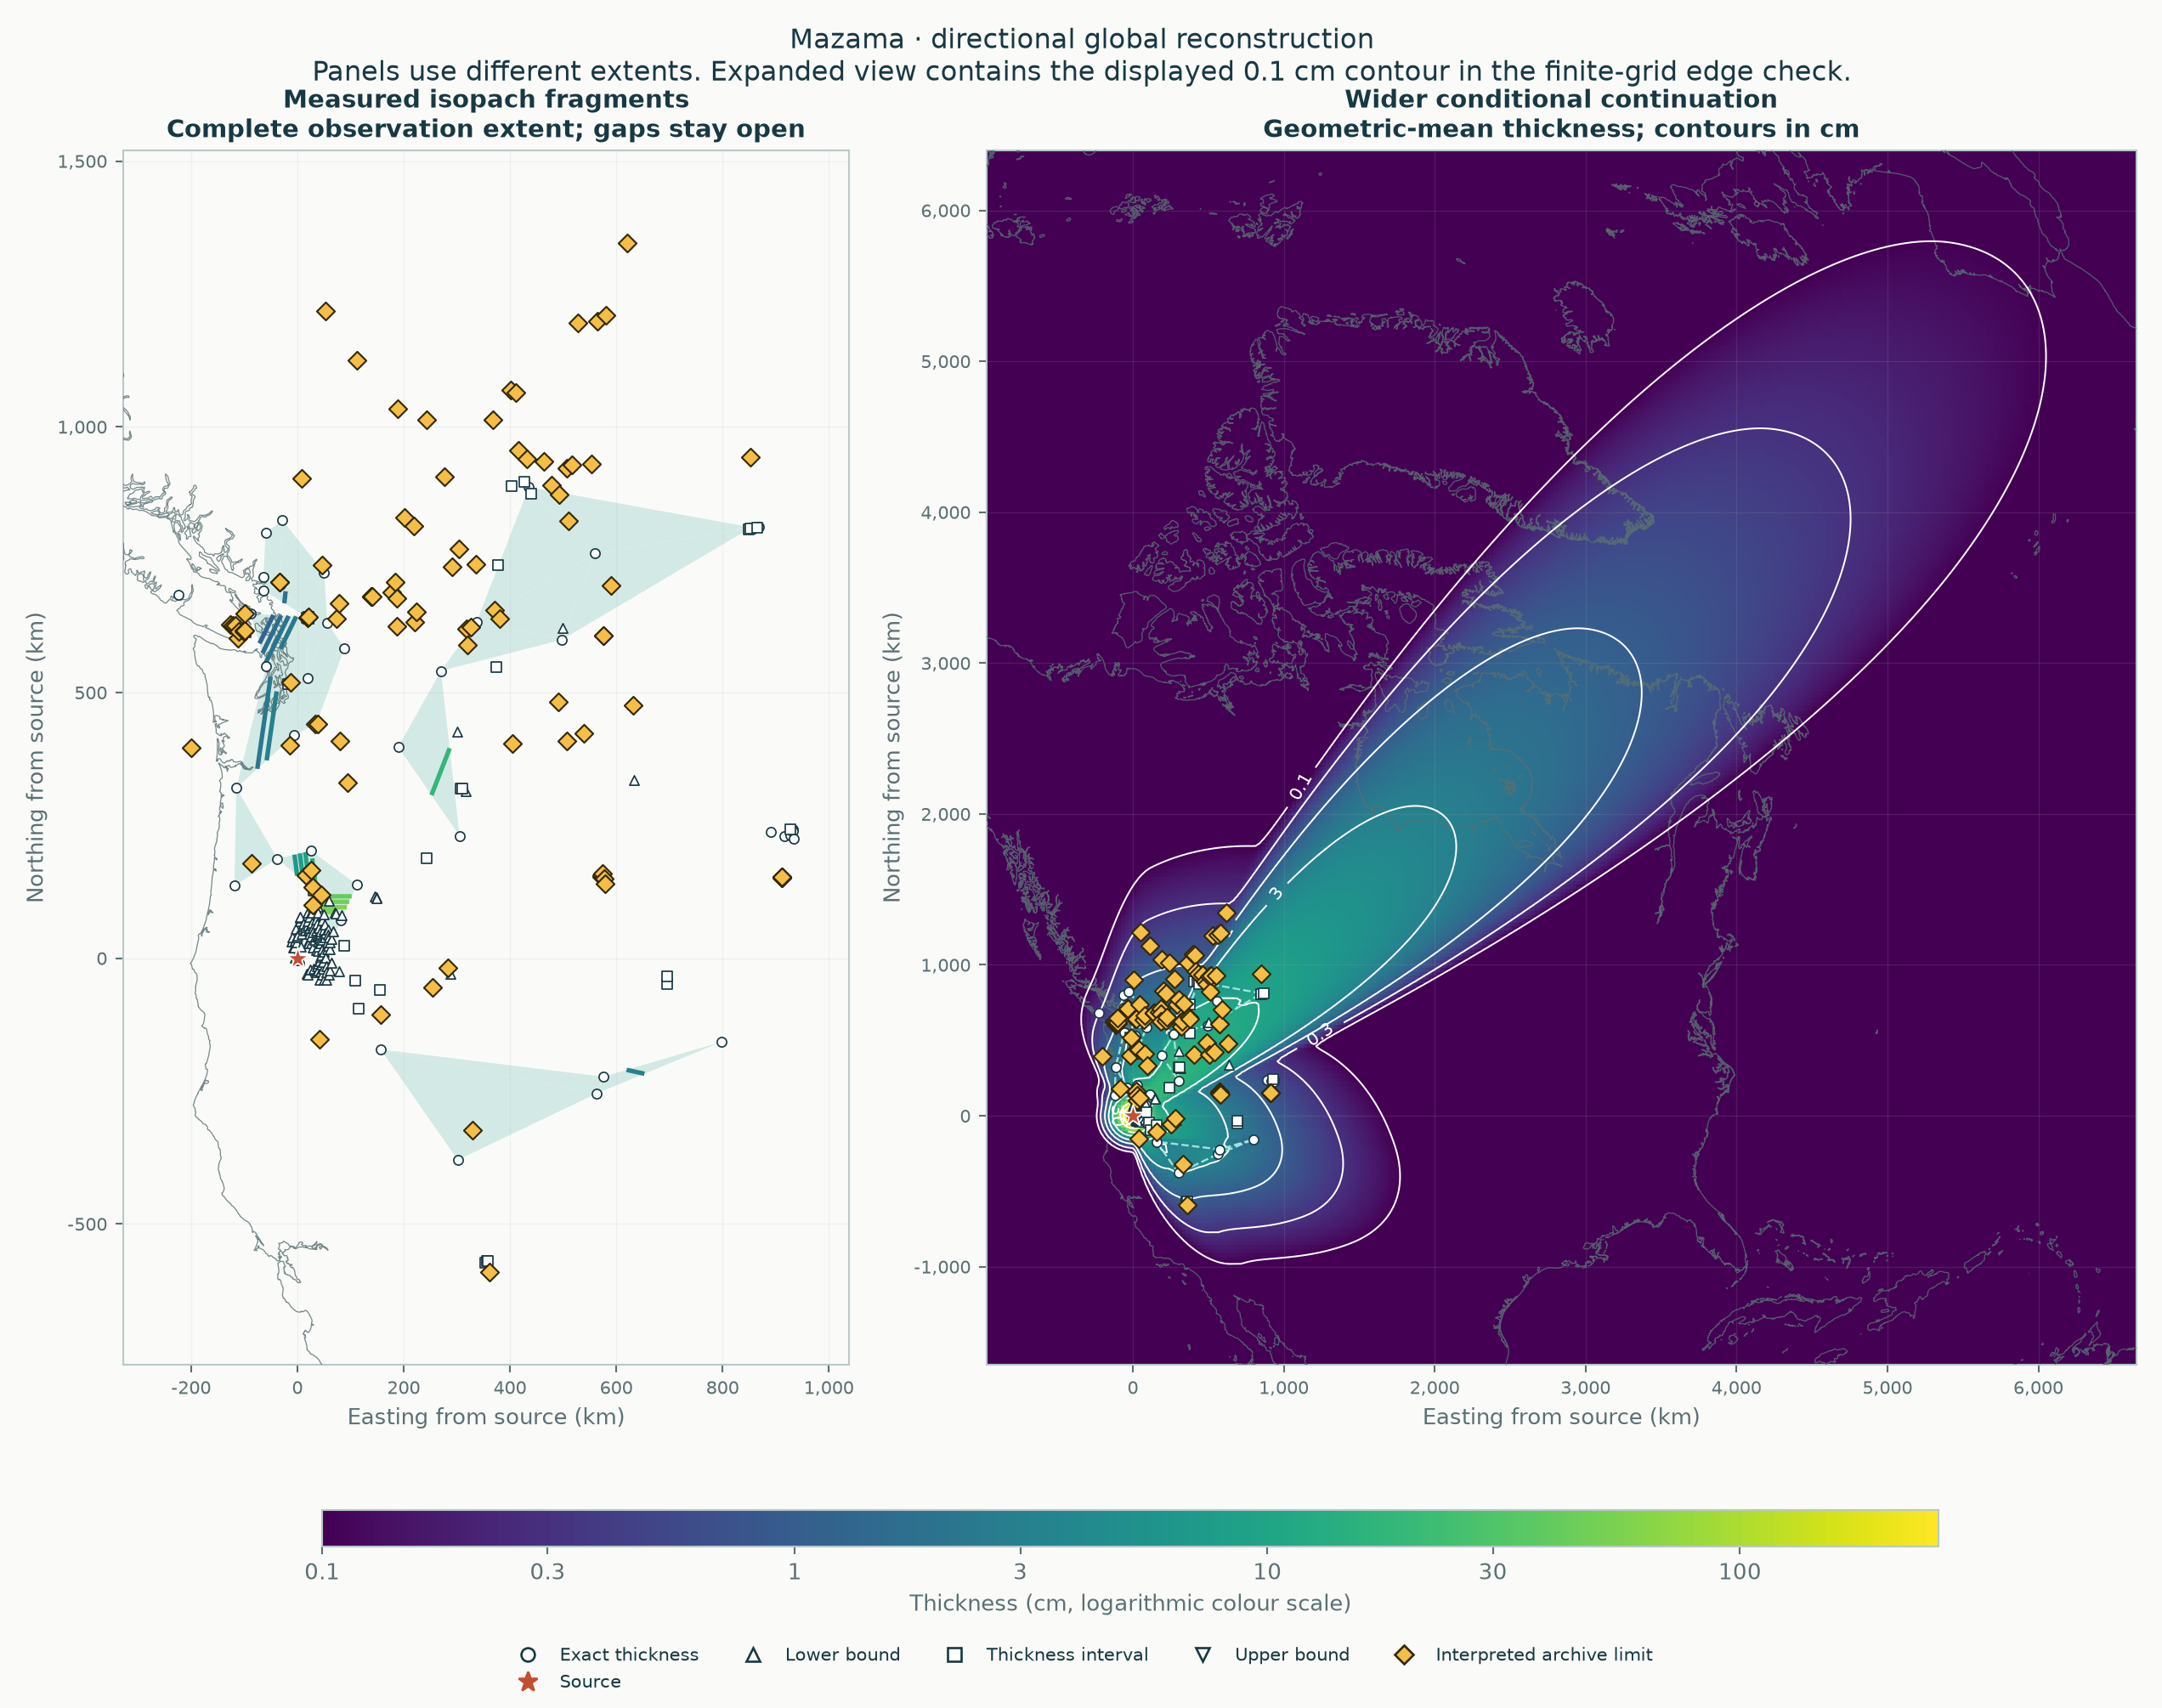 Mazama · directional global reconstruction
Panels use different extents. Expanded view contains the displayed 0.1 cm contour in the finite-grid edge check.
Measured isopach fragments
Complete observation extent; gaps stay open
Wider conditional continuation
Geometric-mean thickness; contours in cm
Northing from source (km)
1,500
1,000
500
0
-500
-200
0
200
400
600
800
1,000
Easting from source (km)
Northing from source (km)
6,000
5,000
4,000
3,000
2,000
1,000
0
-1,000
0.1
3
0.3
0
1,000
2,000
3,000
4,000
5,000
6,000
Easting from source (km)
0.1
0.3
1
3
10
30
100
Thickness (cm, logarithmic colour scale)
Exact thickness
Lower bound
Thickness interval
Upper bound
Interpreted archive limit
Source